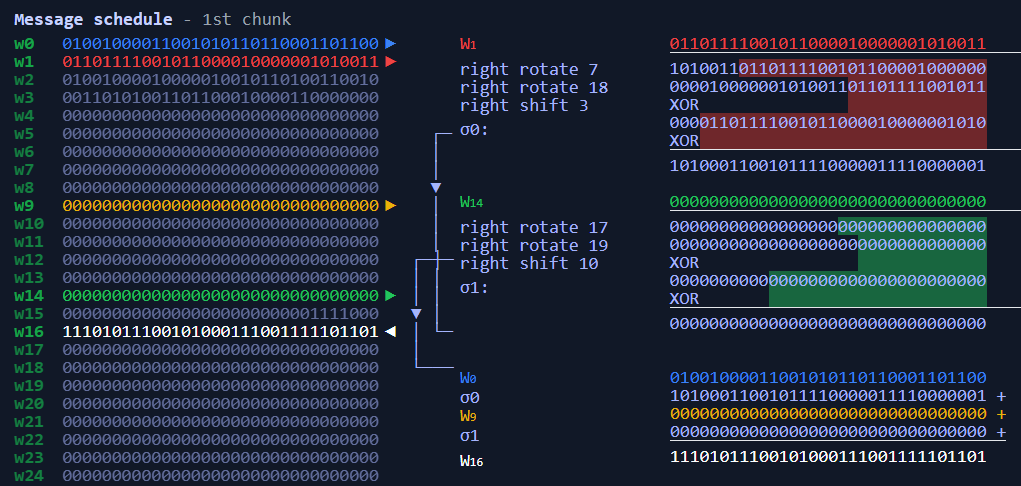 Message schedule - 1st chunk
w0 01001000011001010110110001101100
w1 01101111001011000010000001010011
w2 01001000010000010010110100110010
w3 00110101001101100010000110000000
w4 00000000000000000000000000000000
w5 00000000000000000000000000000000
w6 00000000000000000000000000000000
w7 00000000000000000000000000000000
w8 00000000000000000000000000000000
w9 00000000000000000000000000000000
w10 00000000000000000000000000000000
w11 00000000000000000000000000000000
w12 00000000000000000000000000000000
w13 00000000000000000000000000000000
w14 00000000000000000000000000000000
w15 00000000000000000000000001111000
w16 11101011100101000111001111101101
w17 00000000000000000000000000000000
w18 00000000000000000000000000000000
w19 00000000000000000000000000000000
w20 00000000000000000000000000000000
w21 00000000000000000000000000000000
w22 00000000000000000000000000000000
w23 00000000000000000000000000000000
w24 00000000000000000000000000000000
W1 01101111001011000010000001010011
right rotate 7 10100110110111100101100001000000
right rotate 18 00001000000101001101101111001011
right shift 3 XOR
σ0: 00001101111001011000010000001010
XOR
10100011001011110000011110000001
W14 00000000000000000000000000000000
right rotate 17 00000000000000000000000000000000
right rotate 19 00000000000000000000000000000000
right shift 10 XOR
σ1: 00000000000000000000000000000000
XOR
00000000000000000000000000000000
W0 01001000011001010110110001101100
σ0 10100011001011110000011110000001 +
W9 00000000000000000000000000000000 +
σ1 00000000000000000000000000000000 +
W16 11101011100101000111001111101101